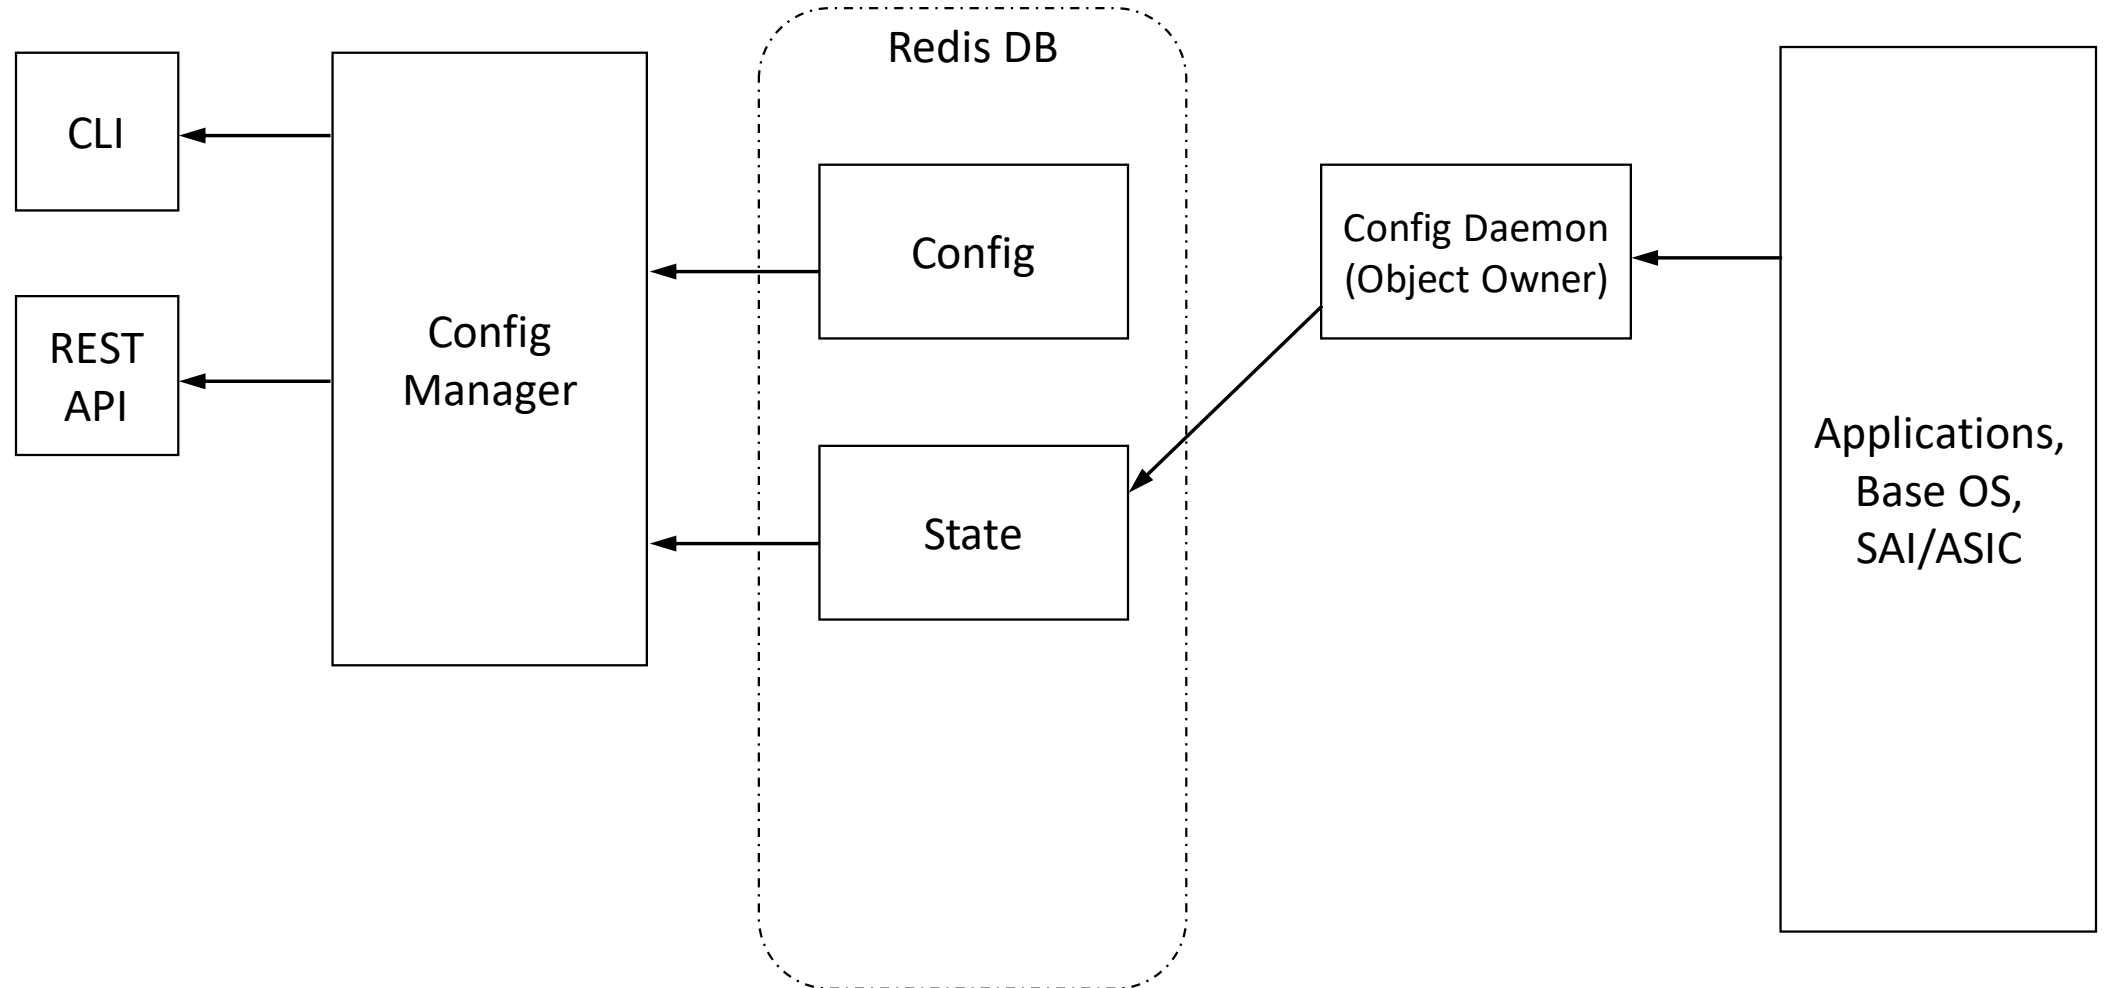 Redis DB
CLI
REST
API
Config
Manager
Config
State
Config Daemon
(Object Owner)
Applications,
Base OS,
SAI/ASIC